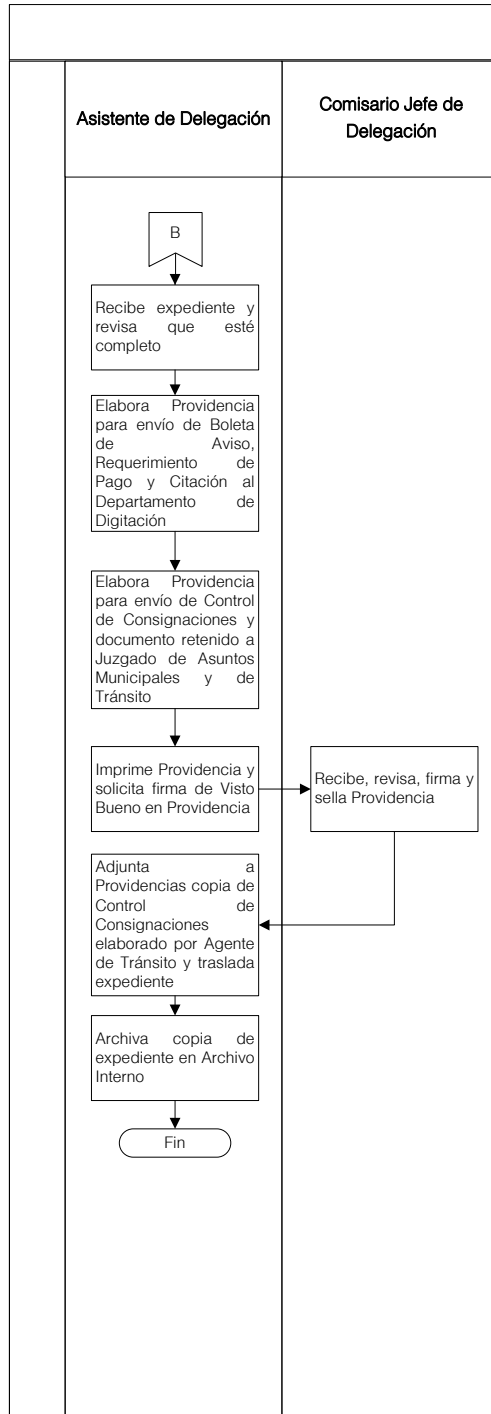 Asistente de Delegación
Comisario Jefe de
Delegación
B
Recibe expediente y
revisa que esté
completo
Elabora Providencia
para envío de Boleta
de Aviso,
Requerimiento de
Pago y Citación al
Departamento de
Digitación
Elabora Providencia
para envío de Control
de Consignaciones y
documento retenido a
Juzgado de Asuntos
Municipales y de
Tránsito
Imprime Providencia y
solicita firma de Visto
Bueno en Providencia
Recibe, revisa, firma y
sella Providencia
Adjunta a
Providencias copia de
Control de
Consignaciones
elaborado por Agente
de Tránsito y traslada
expediente
Archiva copia de
expediente en Archivo
Interno
Fin